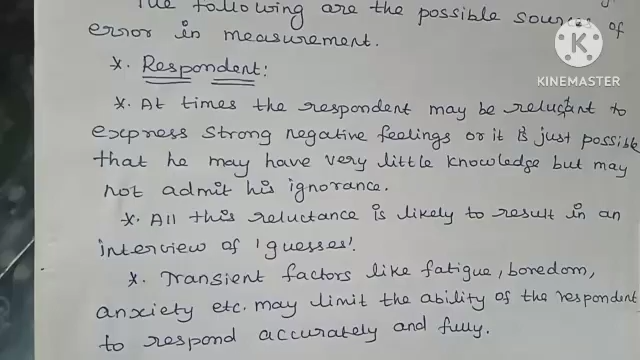 The following are the possible sources of
error in measurement.
*. Respondent:
*. At times the respondent may be reluctant to
express strong negative feelings or it is just possible
that he may have very little knowledge but may
not admit his ignorance.
*. All this reluctance is likely to result in an
interview of 'guesses'.
*. Transient factors like fatigue, boredom,
anxiety etc. may limit the ability of the respondent
to respond accurately and fully.
KINEMASTER